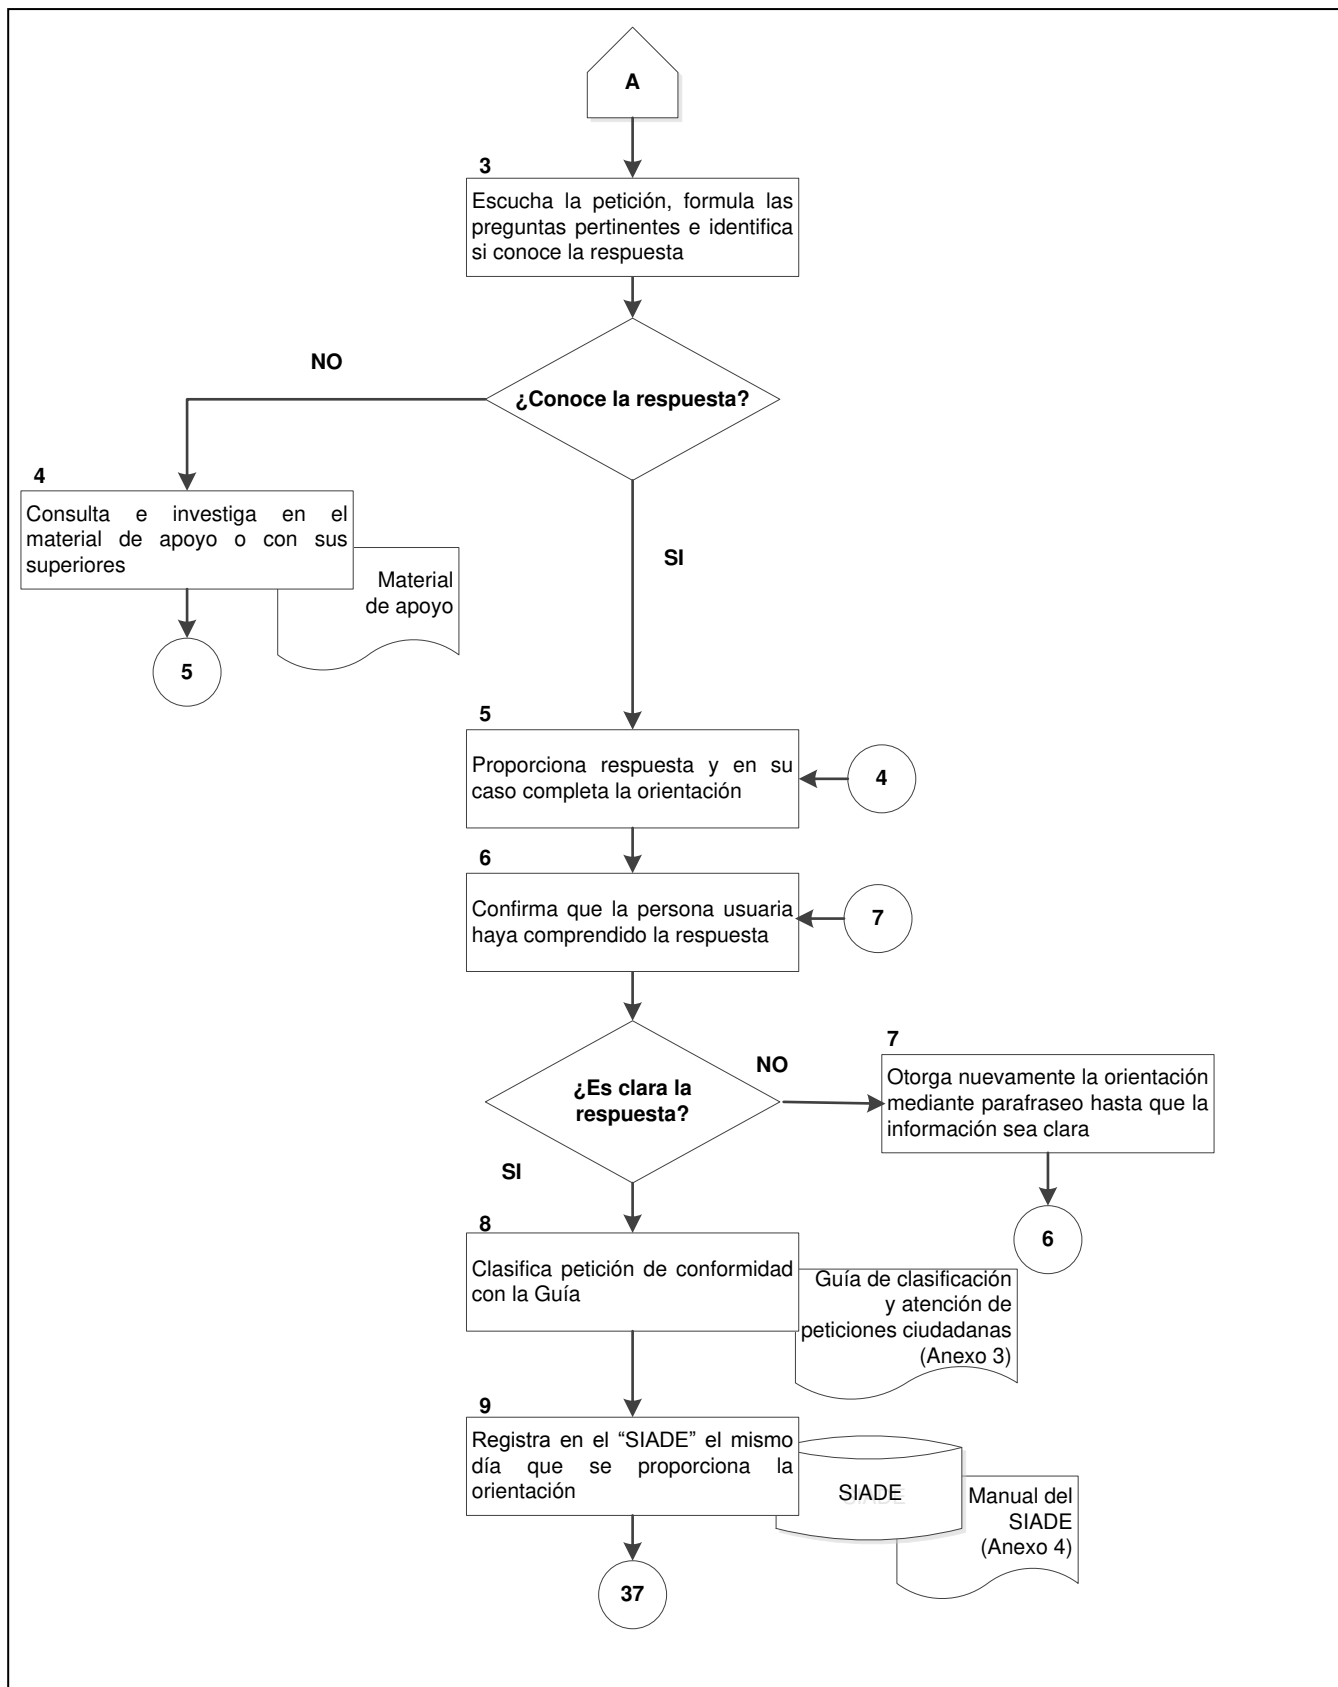 A
3
Escucha la petición, formula las
preguntas pertinentes e identifica
si conoce la respuesta
NO
¿Conoce la respuesta?
4
Consulta e investiga en el
material de apoyo o con sus
superiores
SI
Material
de apoyo
5
5
Proporciona respuesta y en su
caso completa la orientación
4
6
Confirma que la persona usuaria
haya comprendido la respuesta
7
¿Es clara la
respuesta?
NO
7
Otorga nuevamente la orientación
mediante parafraseo hasta que la
información sea clara
SI
6
8
Clasifica petición de conformidad
con la Guía
Guía de clasificación
y atención de
peticiones ciudadanas
(Anexo 3)
9
Registra en el “SIADE” el mismo
día que se proporciona la
orientación
SIADE
Manual del
SIADE
(Anexo 4)
37